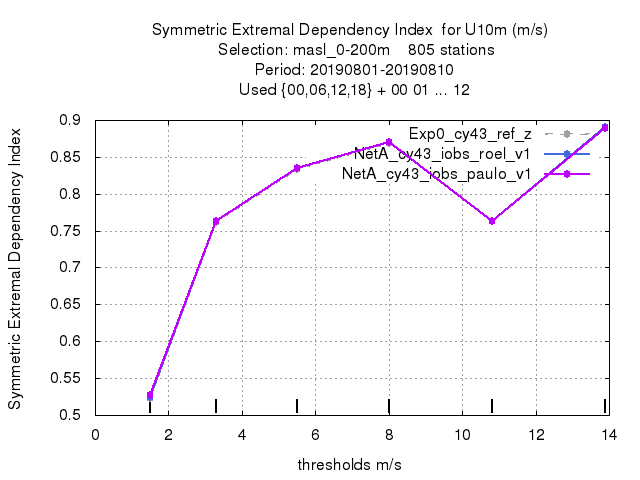 Symmetric Extremal Dependency Index  for U10m (m/s)
Selection: masl_0-200m    805 stations
Period: 20190801-20190810
Used {00,06,12,18} + 00 01 ... 12
Symmetric Extremal Dependency Index
0.9
0.85
0.8
0.75
0.7
0.65
0.6
0.55
0.5
Exp0_cy43_ref_z
NetA_cy43_iobs_roel_v1
NetA_cy43_iobs_paulo_v1
0 2 4 6 8 10 12 14
thresholds m/s